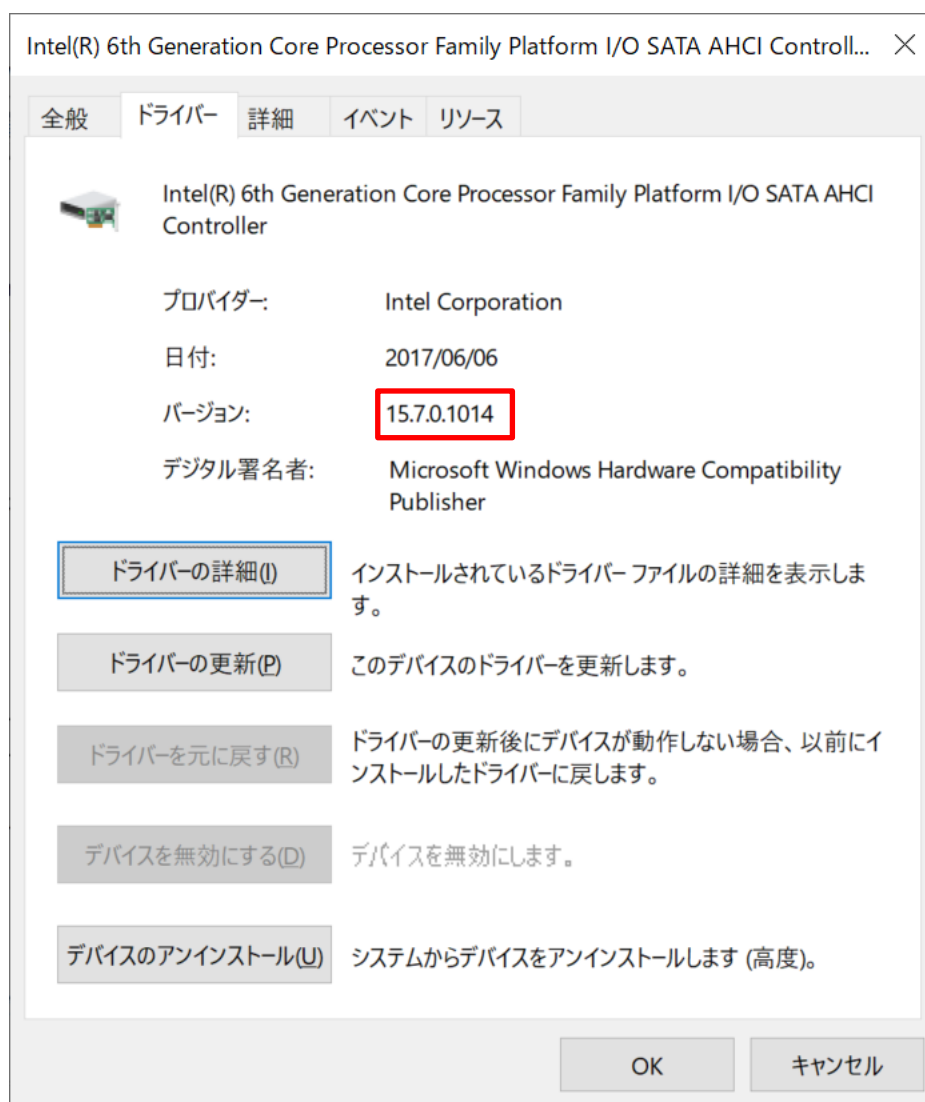 Intel(R) 6th Generation Core Processor Family Platform I/O SATA AHCI Controll...
全般 ドライバー 詳細 イベント リソース
Intel(R) 6th Generation Core Processor Family Platform I/O SATA AHCI
Controller
プロバイダー: Intel Corporation
日付: 2017/06/06
バージョン: 15.7.0.1014
デジタル署名者: Microsoft Windows Hardware Compatibility
Publisher
ドライバーの詳細(I) インストールされているドライバー ファイルの詳細を表示しま
す。
ドライバーの更新(P) このデバイスのドライバーを更新します。
ドライバーを元に戻す(R) ドライバーの更新後にデバイスが動作しない場合、以前にイ
ンストールしたドライバーに戻します。
デバイスを無効にする(D) デバイスを無効にします。
デバイスのアンインストール(U) システムからデバイスをアンインストールします (高度)。
OK キャンセル